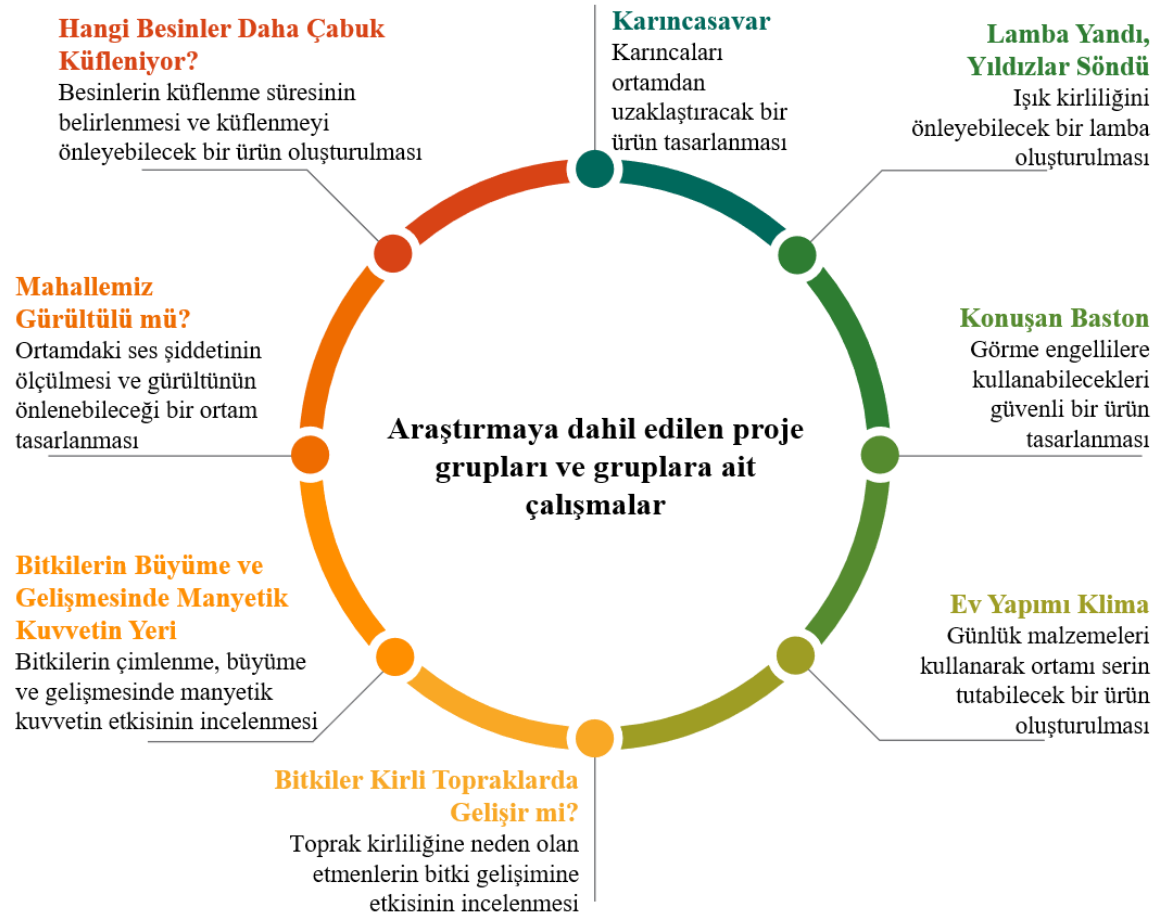 Hangi Besinler Daha Çabuk
Küfleniyor?
Besinlerin küflenme süresinin
belirlenmesi ve küflenmeyi
önleyebilecek bir ürün oluşturulması
Karıncasavar
Karıncaları
ortamdan
uzaklaştıracak bir
ürün tasarlanması
Lamba Yandı,
Yıldızlar Söndü
Işık kirliliğini
önleyebilecek bir lamba
oluşturulması
Mahallemiz
Gürültülü mü?
Ortamdaki ses şiddetinin
ölçülmesi ve gürültünün
önlenebileceği bir ortam
tasarlanması
Konuşan Baston
Görme engellilere
kullanabilecekleri
güvenli bir ürün
tasarlanması
Araştırmaya dahil edilen proje
grupları ve gruplara ait
çalışmalar
Bitkilerin Büyüme ve
Gelişmesinde Manyetik
Kuvvetin Yeri
Bitkilerin çimlenme, büyüme
ve gelişmesinde manyetik
kuvvetin etkisinin incelenmesi
Ev Yapımı Klima
Günlük malzemeleri
kullanarak ortamı serin
tutabilecek bir ürün
oluşturulması
Bitkiler Kirli Topraklarda
Gelişir mi?
Toprak kirliliğine neden olan
etmenlerin bitki gelişimine
etkisinin incelenmesi